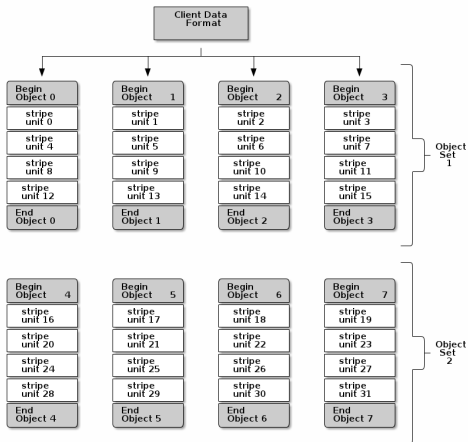 Client Data
Format
Begin
Object 0
Begin
Object 1
Begin
Object 2
Begin
Object 3
stripe
unit 0
stripe
unit 1
stripe
unit 2
stripe
unit 3
stripe
unit 4
stripe
unit 5
stripe
unit 6
stripe
unit 7
stripe
unit 8
stripe
unit 9
stripe
unit 10
stripe
unit 11
stripe
unit 12
stripe
unit 13
stripe
unit 14
stripe
unit 15
End
Object 0
End
Object 1
End
Object 2
End
Object 3
Object
Set
1
Begin
Object 4
Begin
Object 5
Begin
Object 6
Begin
Object 7
stripe
unit 16
stripe
unit 17
stripe
unit 18
stripe
unit 19
stripe
unit 20
stripe
unit 21
stripe
unit 22
stripe
unit 23
stripe
unit 24
stripe
unit 25
stripe
unit 26
stripe
unit 27
stripe
unit 28
stripe
unit 29
stripe
unit 30
stripe
unit 31
End
Object 4
End
Object 5
End
Object 6
End
Object 7
Object
Set
2